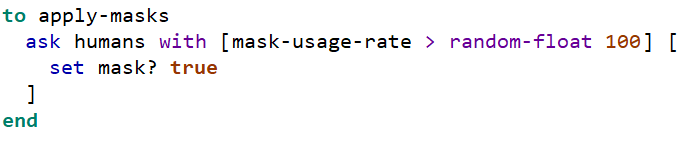 to apply-masks
ask humans with [mask-usage-rate > random-float 100] [
set mask? true
]
end